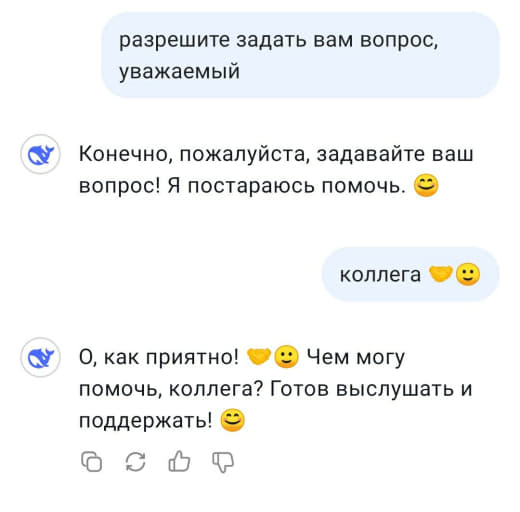 разрешите задать вам вопрос,
уважаемый
Конечно, пожалуйста, задавайте ваш
вопрос! Я постараюсь помочь. 😊
коллега 🤝🙂
О, как приятно! 🤝🙂 Чем могу
помочь, коллега? Готов выслушать и
поддержать! 😊